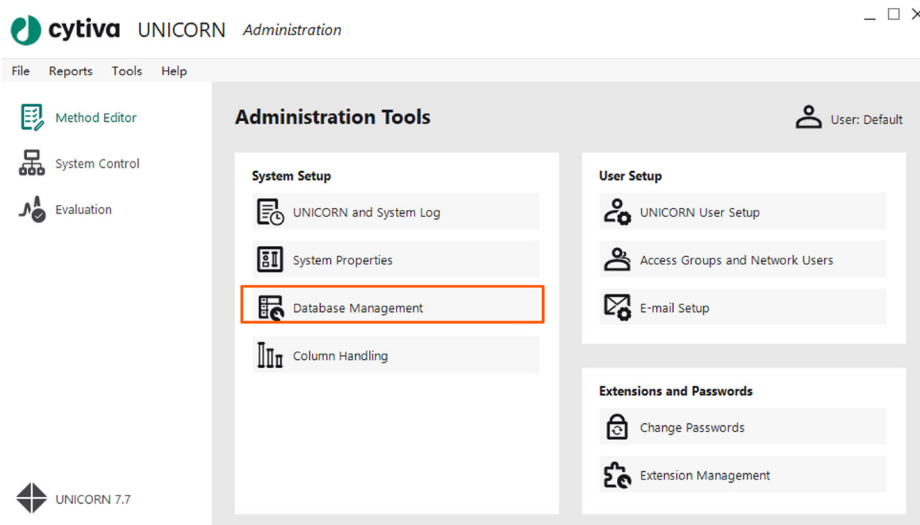 cytiva UNICORN Administration
File Reports Tools Help
Method Editor
System Control
Evaluation
UNICORN 7.7
Administration Tools
User: Default
System Setup
UNICORN and System Log
System Properties
Database Management
Column Handling
User Setup
UNICORN User Setup
Access Groups and Network Users
E-mail Setup
Extensions and Passwords
Change Passwords
Extension Management